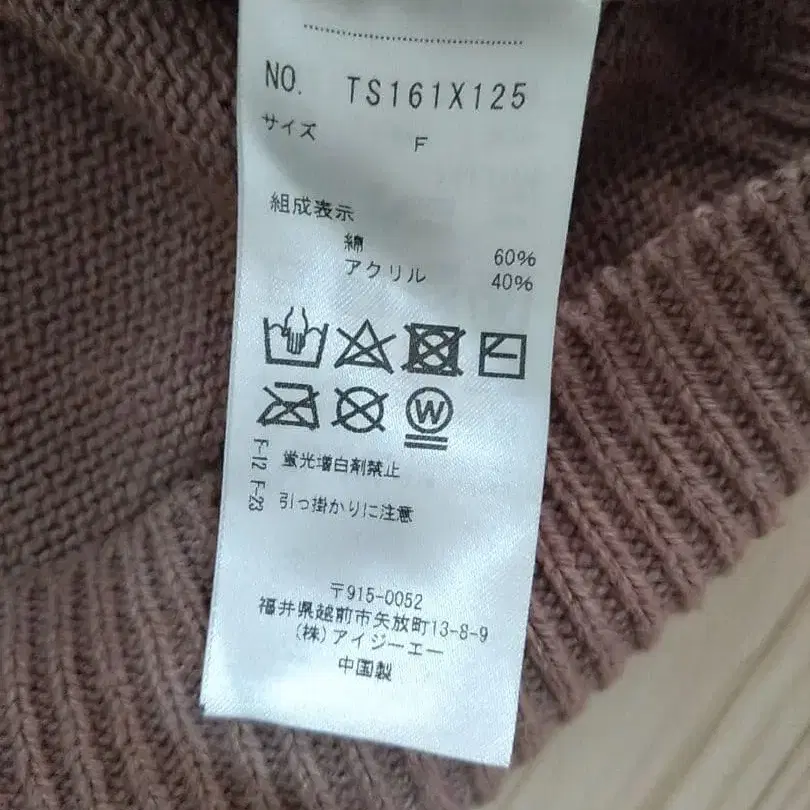 NO. TS161X125
サイズ F
組成表示
綿 60%
アクリル 40%
W
F-12 F-23
蛍光増白剤禁止
引っ掛かりに注意
〒915-0052
福井県越前市矢放町13-8-9
(株)アイジーエー
中国製